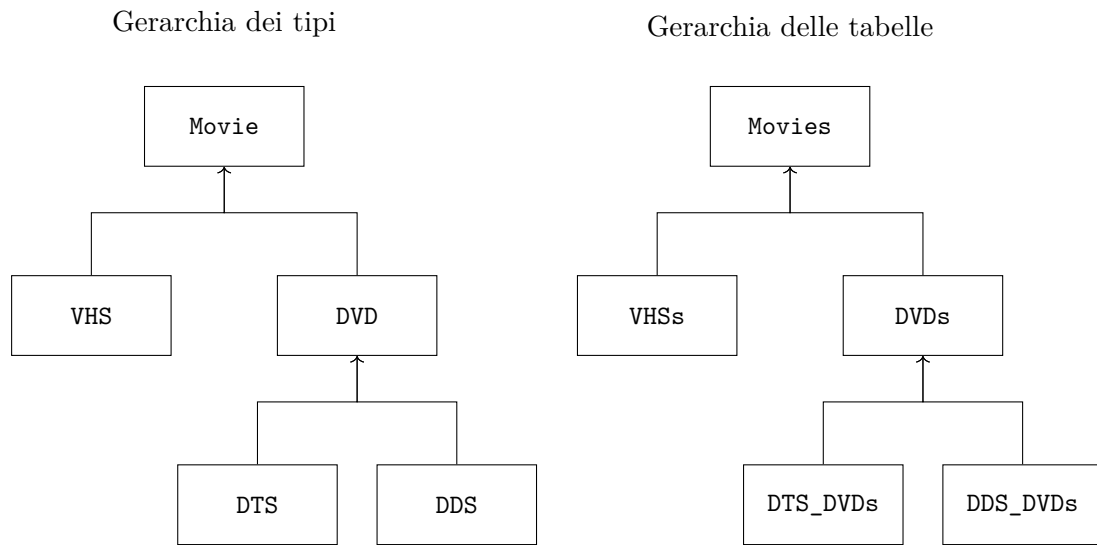 Gerarchia dei tipi
Movie
VHS
DVD
DTS
DDS
Gerarchia delle tabelle
Movies
VHSs
DVDs
DTS_DVDs
DDS_DVDs